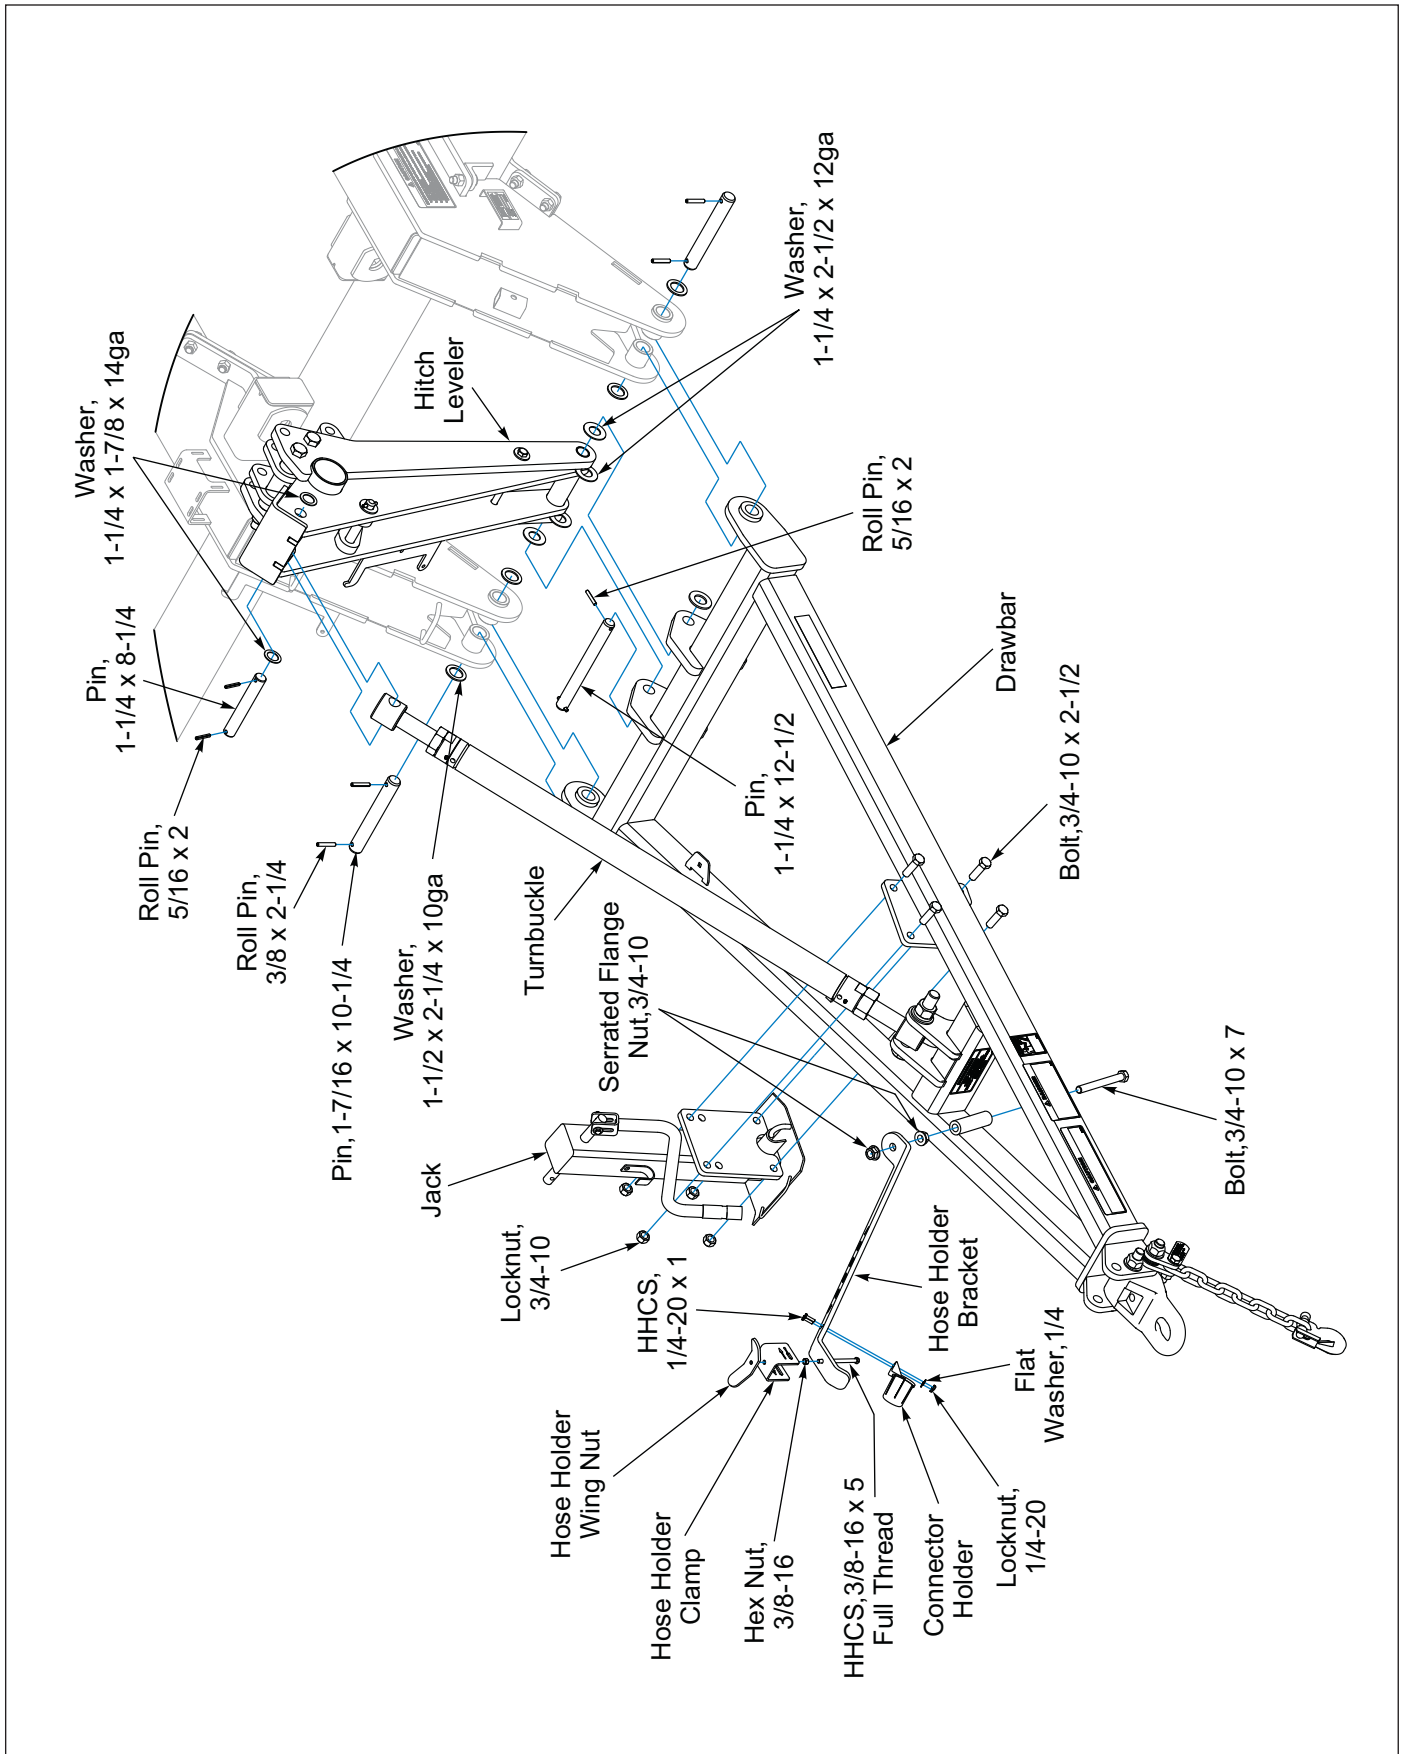 Washer,
1-1/4 x 1-7/8 x 14ga
Pin,
1-1/4 x 8-1/4
Roll Pin,
5/16 x 2
Roll Pin,
3/8 x 2-1/4
Pin,1-7/16 x 10-1/4
Washer,
1-1/2 x 2-1/4 x 10ga
Turnbuckle
Serrated Flange
Nut,3/4-10
Jack
Locknut,
3/4-10
HHCS,
1/4-20 x 1
Hose Holder
Wing Nut
Hose Holder
Clamp
Hex Nut,
3/8-16
HHCS,3/8-16 x 5
Full Thread
Connector
Holder
Locknut,
1/4-20
Flat
Washer,1/4
Hose Holder
Bracket
Bolt,3/4-10 x 7
Bolt,3/4-10 x 2-1/2
Drawbar
Pin,
1-1/4 x 12-1/2
Roll Pin,
5/16 x 2
Hitch
Leveler
Washer,
1-1/4 x 2-1/2 x 12ga